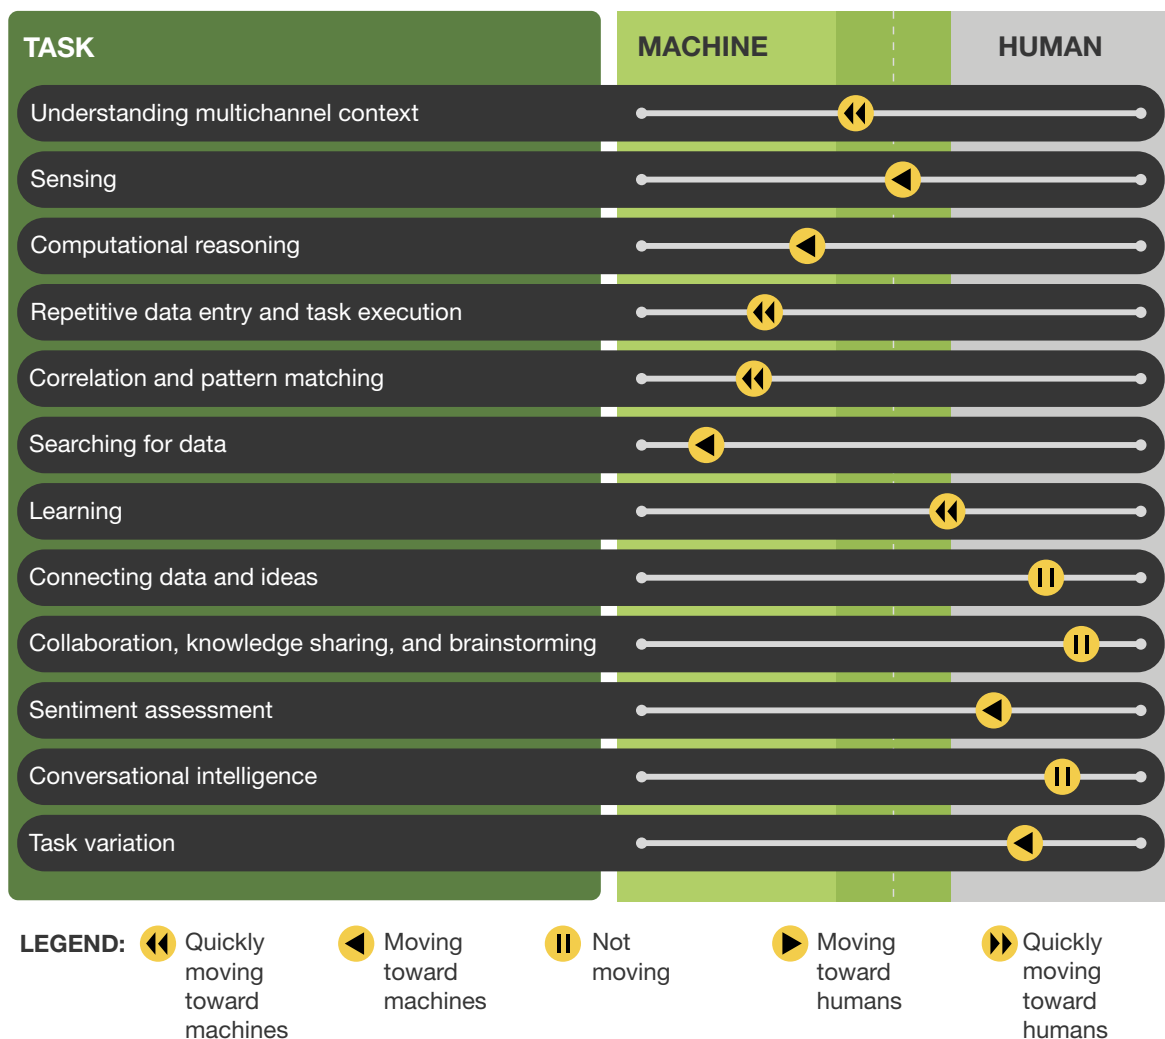 TASK MACHINE HUMAN
Understanding multichannel context
Sensing
Computational reasoning
Repetitive data entry and task execution
Correlation and pattern matching
Searching for data
Learning
Connecting data and ideas
Collaboration, knowledge sharing, and brainstorming
Sentiment assessment
Conversational intelligence
Task variation
LEGEND:
Quickly
moving
toward
machines
Moving
toward
machines
Not
moving
Moving
toward
humans
Quickly
moving
toward
humans